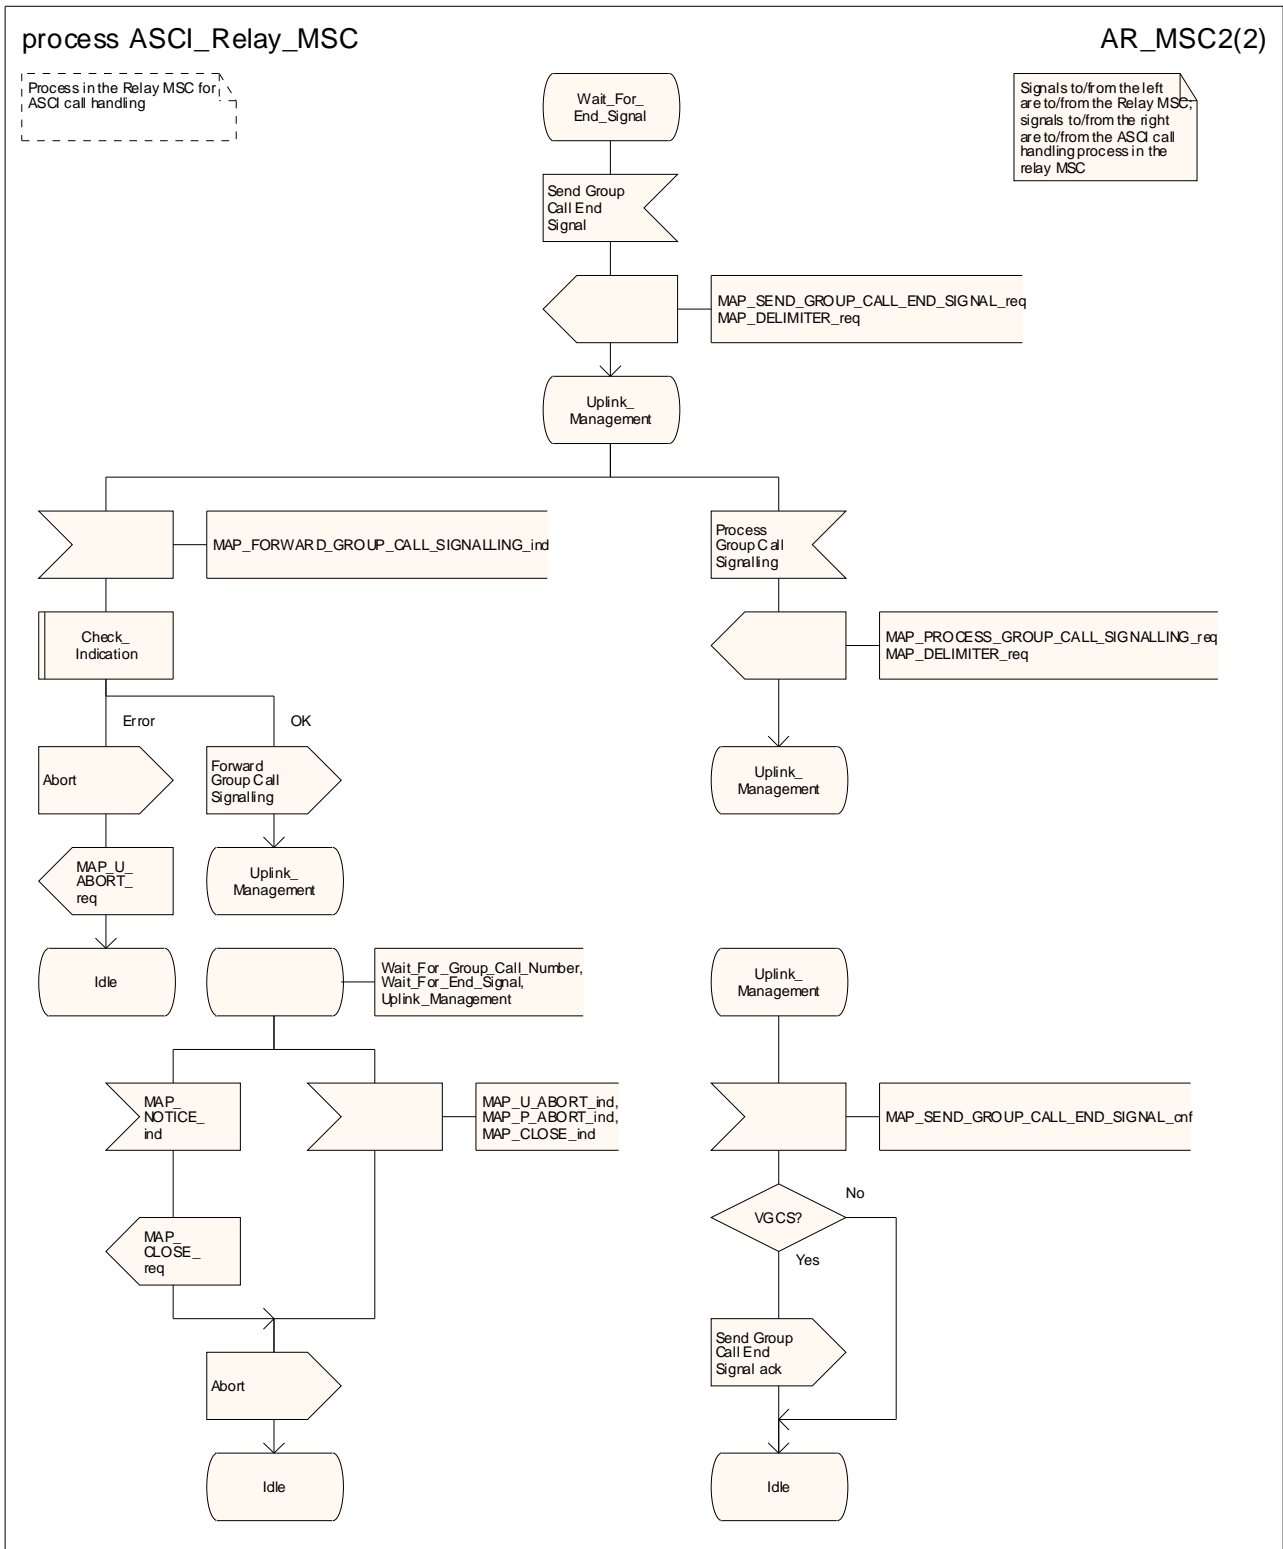 process ASCI_Relay_MSC
AR_MSC2(2)
Process in the Relay MSC for
ASCI call handling
Signals to/from the left
are to/from the Relay MSC;
signals to/from the right
are to/from the ASCI call
handling process in the
relay MSC
Wait_For_
End_Signal
Send Group
Call End
Signal
MAP_SEND_GROUP_CALL_END_SIGNAL_req
MAP_DELIMITER_req
Uplink_
Management
MAP_FORWARD_GROUP_CALL_SIGNALLING_ind
Process
Group Call
Signalling
Check_
Indication
MAP_PROCESS_GROUP_CALL_SIGNALLING_req
MAP_DELIMITER_req
Error
OK
Abort
Forward
Group Call
Signalling
Uplink_
Management
MAP_U_
ABORT_
req
Uplink_
Management
Idle
Wait_For_Group_Call_Number,
Wait_For_End_Signal,
Uplink_Management
Uplink_
Management
MAP_
NOTICE_
ind
MAP_U_ABORT_ind,
MAP_P_ABORT_ind,
MAP_CLOSE_ind
MAP_SEND_GROUP_CALL_END_SIGNAL_cnf
No
VGCS?
Yes
MAP_
CLOSE_
req
Send Group
Call End
Signal ack
Abort
Idle
Idle